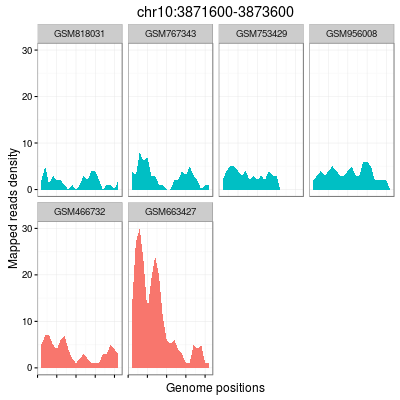 chr10:3871600-3873600
GSM818031 GSM767343 GSM753429 GSM956008
30
20
10
0
Mapped reads density
GSM466732 GSM663427
30
20
10
0
Genome positions